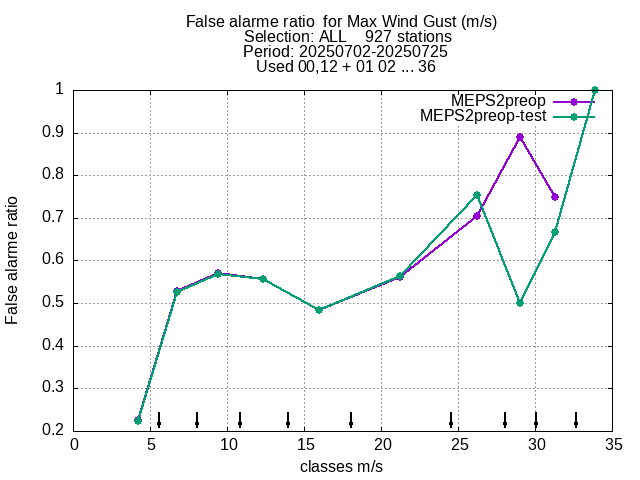 False alarme ratio  for Max Wind Gust (m/s)
Selection: ALL    927 stations
Period: 20250702-20250725
Used 00,12 + 01 02 ... 36
MEPS2preop
MEPS2preop-test
False alarme ratio
1
0.9
0.8
0.7
0.6
0.5
0.4
0.3
0.2
0 5 10 15 20 25 30 35
classes m/s